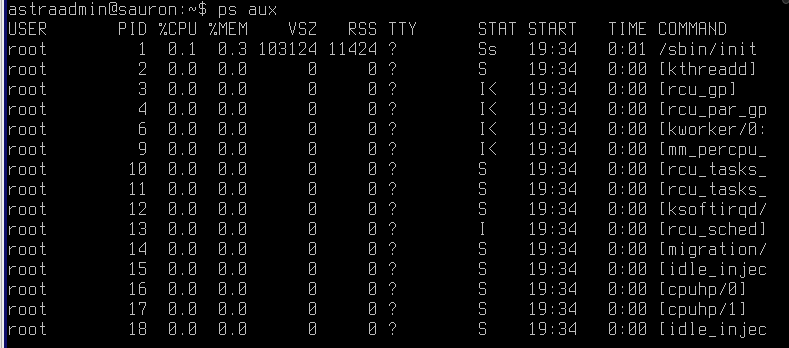 astraadmin@sauron:~$ ps aux
USER PID %CPU %MEM VSZ RSS TTY STAT START TIME COMMAND
root 1 0.1 0.3 103124 11424 ? Ss 19:34 0:01 /sbin/init
root 2 0.0 0.0 0 0 ? S 19:34 0:00 [kthreadd]
root 3 0.0 0.0 0 0 ? I< 19:34 0:00 [rcu_gp]
root 4 0.0 0.0 0 0 ? I< 19:34 0:00 [rcu_par_gp
root 6 0.0 0.0 0 0 ? I< 19:34 0:00 [kworker/0:
root 9 0.0 0.0 0 0 ? I< 19:34 0:00 [mm_percpu_
root 10 0.0 0.0 0 0 ? S 19:34 0:00 [rcu_tasks_
root 11 0.0 0.0 0 0 ? S 19:34 0:00 [rcu_tasks_
root 12 0.0 0.0 0 0 ? S 19:34 0:00 [ksoftirqd/
root 13 0.0 0.0 0 0 ? I 19:34 0:00 [rcu_sched]
root 14 0.0 0.0 0 0 ? S 19:34 0:00 [migration/
root 15 0.0 0.0 0 0 ? S 19:34 0:00 [idle_injec
root 16 0.0 0.0 0 0 ? S 19:34 0:00 [cpuhp/0]
root 17 0.0 0.0 0 0 ? S 19:34 0:00 [cpuhp/1]
root 18 0.0 0.0 0 0 ? S 19:34 0:00 [idle_injec